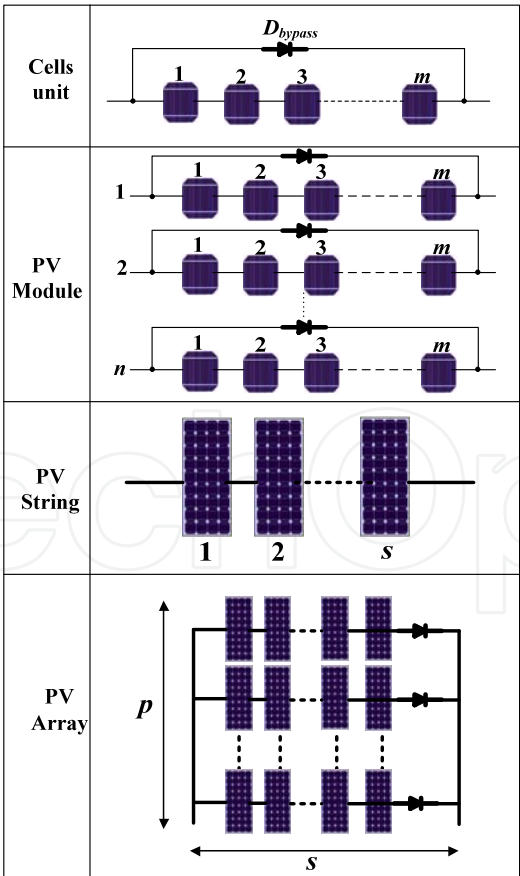 Cells
unit
D_bypass
1 2 3 m
PV
Module
1
1 2 3 m
2
1 2 3 m
n
1 2 3 m
PV
String
1 2 s
PV
Array
p
s